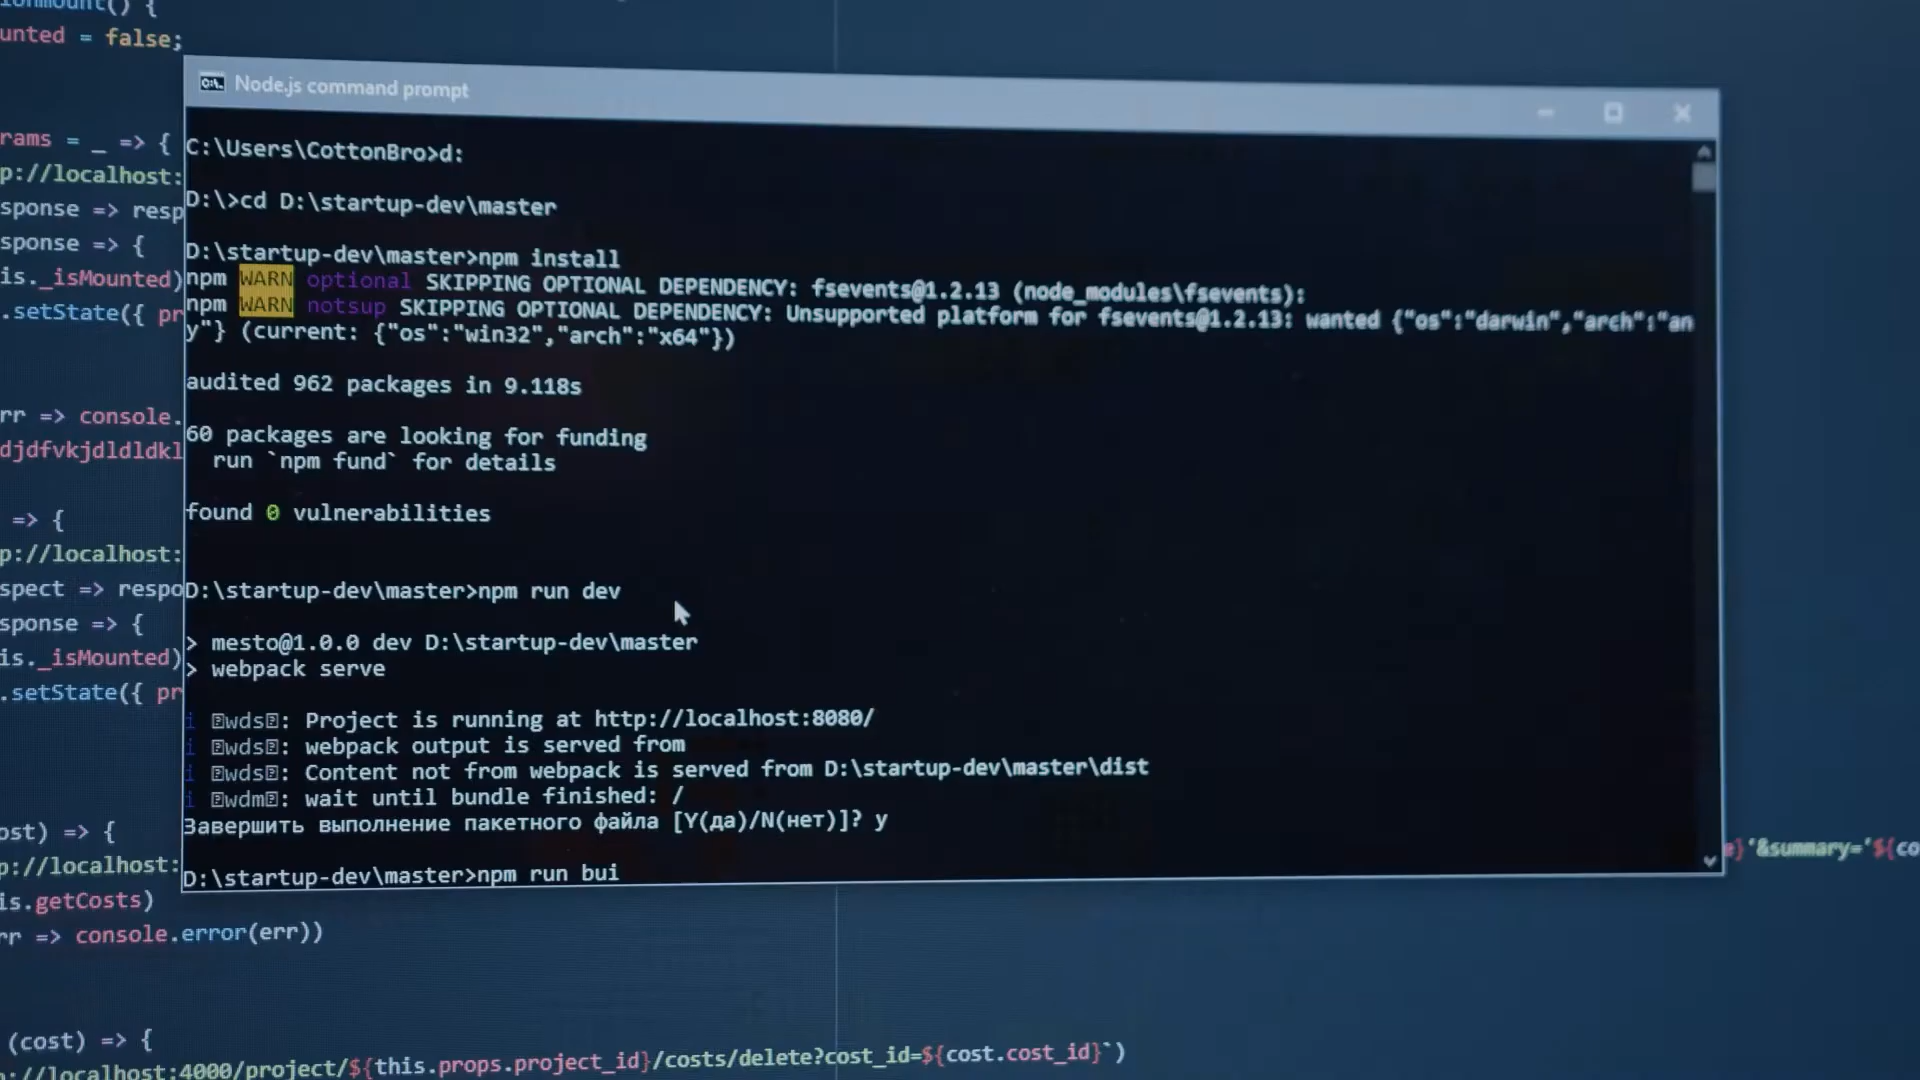 unted = false;
Node.js command prompt
C:\Users\CottonBro>d:
D:\>cd D:\startup-dev\master
D:\startup-dev\master>npm install
npm WARN optional SKIPPING OPTIONAL DEPENDENCY: fsevents@1.2.13 (node_modules\fsevents):
npm WARN notsup SKIPPING OPTIONAL DEPENDENCY: Unsupported platform for fsevents@1.2.13: wanted {"os":"darwin","arch":"an
y"} (current: {"os":"win32","arch":"x64"})
audited 962 packages in 9.118s
60 packages are looking for funding
run `npm fund` for details
found 0 vulnerabilities
D:\startup-dev\master>npm run dev
> mesto@1.0.0 dev D:\startup-dev\master
> webpack serve
i ⍰wds⍰: Project is running at http://localhost:8080/
i ⍰wds⍰: webpack output is served from
i ⍰wds⍰: Content not from webpack is served from D:\startup-dev\master\dist
i ⍰wdm⍰: wait until bundle finished: /
Завершить выполнение пакетного файла [Y(да)/N(нет)]? y
D:\startup-dev\master>npm run bui
rams = _ => {
p://localhost:
sponse => resp
sponse => {
is._isMounted)
.setState({ pr
rr => console.
djdfvkjdldldkl
=> {
p://localhost:
spect => respo
sponse => {
is._isMounted)
.setState({ pr
ost) => {
p://localhost:
}'&summary='${co
is.getCosts)
rr => console.error(err))
(cost) => {
://localhost:4000/project/${this.props.project_id}/costs/delete?cost_id=${cost.cost_id}`)